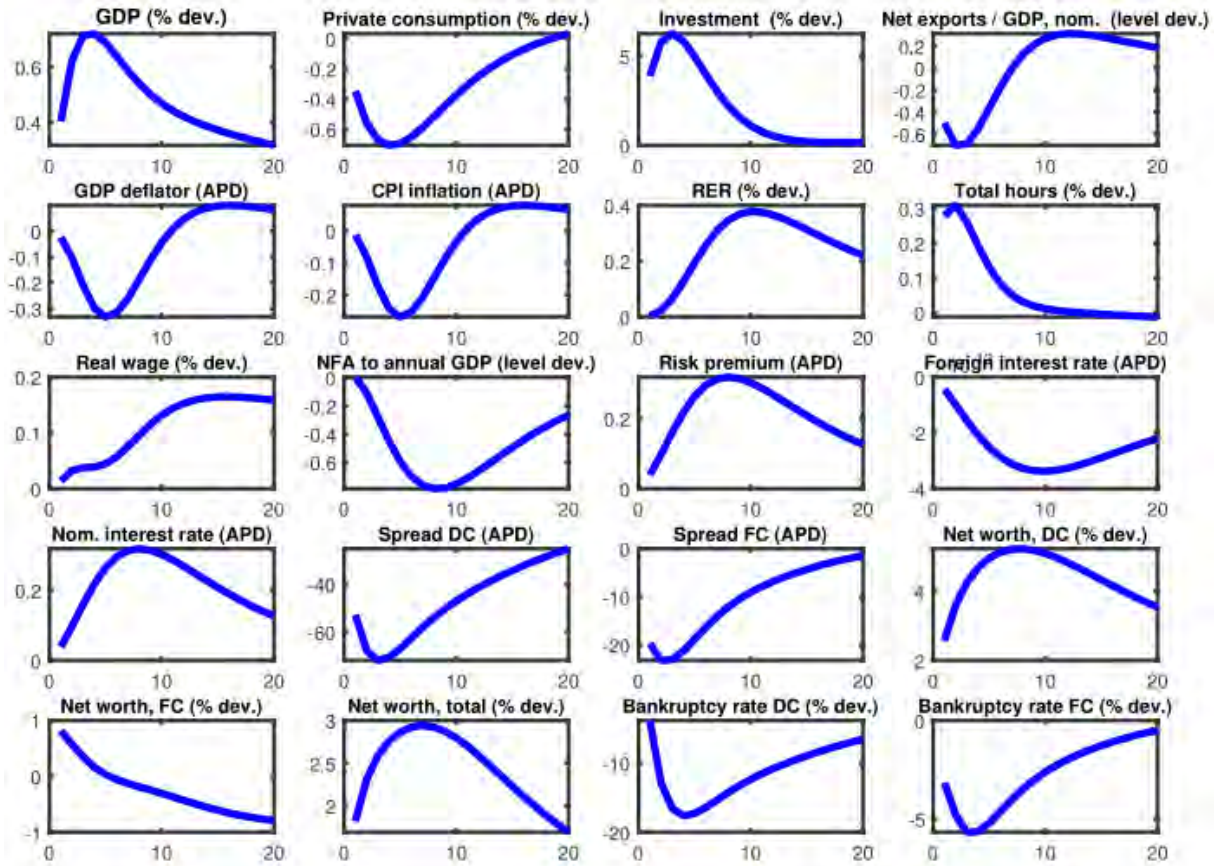 GDP (% dev.) Private consumption (% dev.) Investment (% dev.) Net exports / GDP, nom. (level dev.)
0.6
0.4
0 10 20
0
-0.2
-0.4
-0.6
0 10 20
5
0
0 10 20
0.2
0
-0.2
-0.4
-0.6
0 10 20
GDP deflator (APD) CPI inflation (APD) RER (% dev.) Total hours (% dev.)
0
-0.1
-0.2
-0.3
0 10 20
0
-0.1
-0.2
0 10 20
0.4
0.2
0
0 10 20
0.3
0.2
0.1
0
0 10 20
Real wage (% dev.) NFA to annual GDP (level dev.) Risk premium (APD) Foreign interest rate (APD)
0.2
0.1
0
0 10 20
0
-0.2
-0.4
-0.6
0 10 20
0.2
0
0 10 20
0
-2
-4
0 10 20
Nom. interest rate (APD) Spread DC (APD) Spread FC (APD) Net worth, DC (% dev.)
0.2
0
0 10 20
-40
-60
0 10 20
0
-10
-20
0 10 20
4
2
0 10 20
Net worth, FC (% dev.) Net worth, total (% dev.) Bankruptcy rate DC (% dev.) Bankruptcy rate FC (% dev.)
1
0
-1
0 10 20
3
2.5
2
0 10 20
-10
-20
0 10 20
0
-5
0 10 20